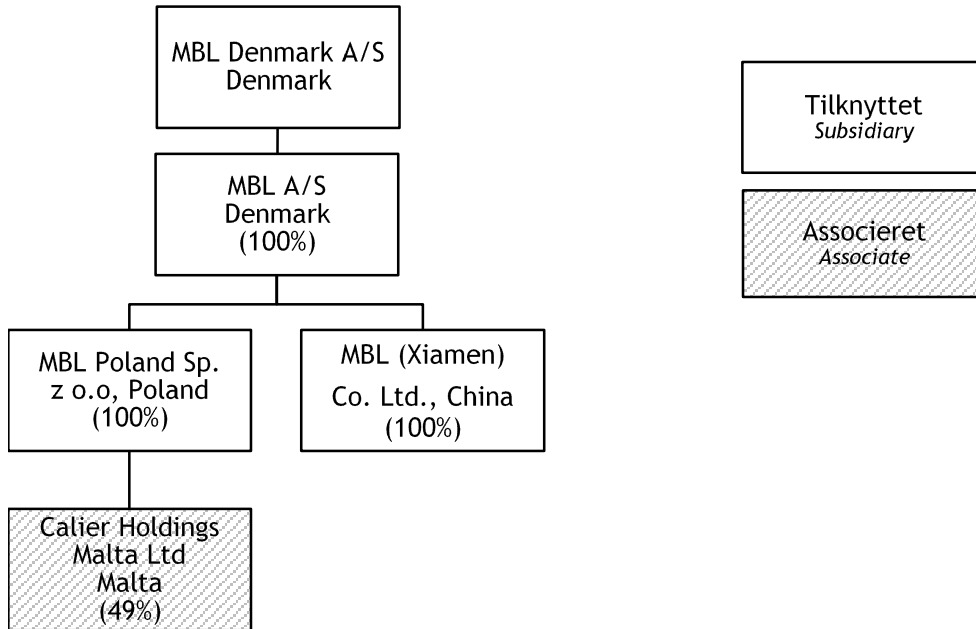 MBL Denmark A/S
Denmark
Tilknyttet
Subsidiary
MBL A/S
Denmark
(100%)
Associeret
Associate
MBL Poland Sp.
z o.o, Poland
(100%)
MBL (Xiamen)
Co. Ltd., China
(100%)
Calier Holdings
Malta Ltd
Malta
(49%)